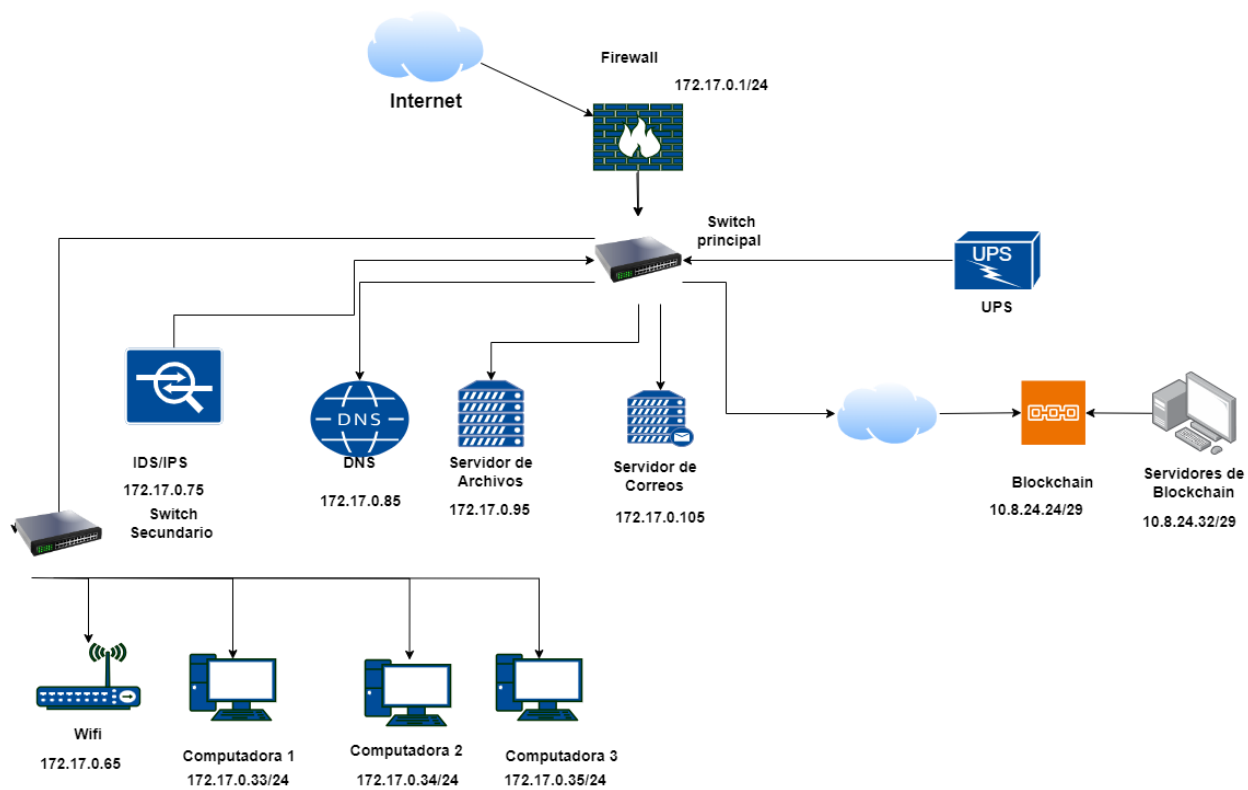 Firewall
172.17.0.1/24
Internet
Switch
principal
UPS
UPS
DNS
IDS/IPS
172.17.0.75
DNS
172.17.0.85
Servidor de
Archivos
172.17.0.95
Servidor de
Correos
172.17.0.105
Blockchain
10.8.24.24/29
Servidores de
Blockchain
10.8.24.32/29
Switch
Secundario
Wifi
172.17.0.65
Computadora 1
172.17.0.33/24
Computadora 2
172.17.0.34/24
Computadora 3
172.17.0.35/24